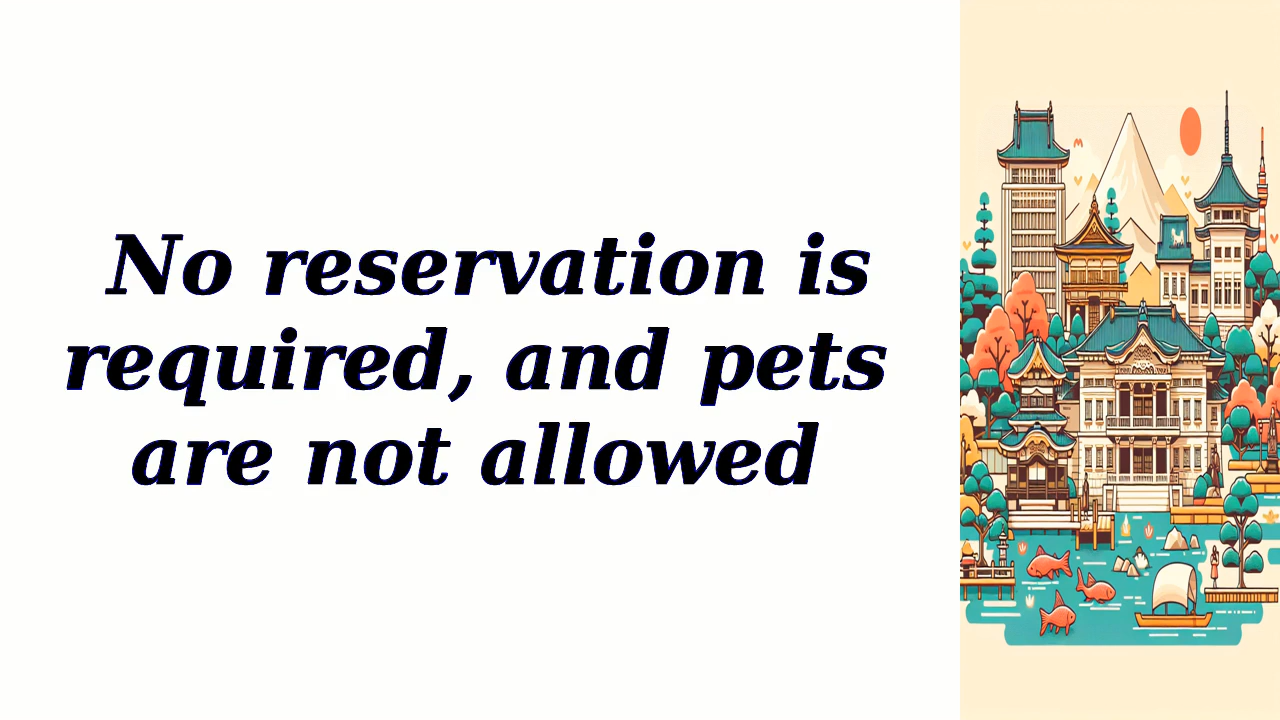 No reservation is
required, and pets
are not allowed